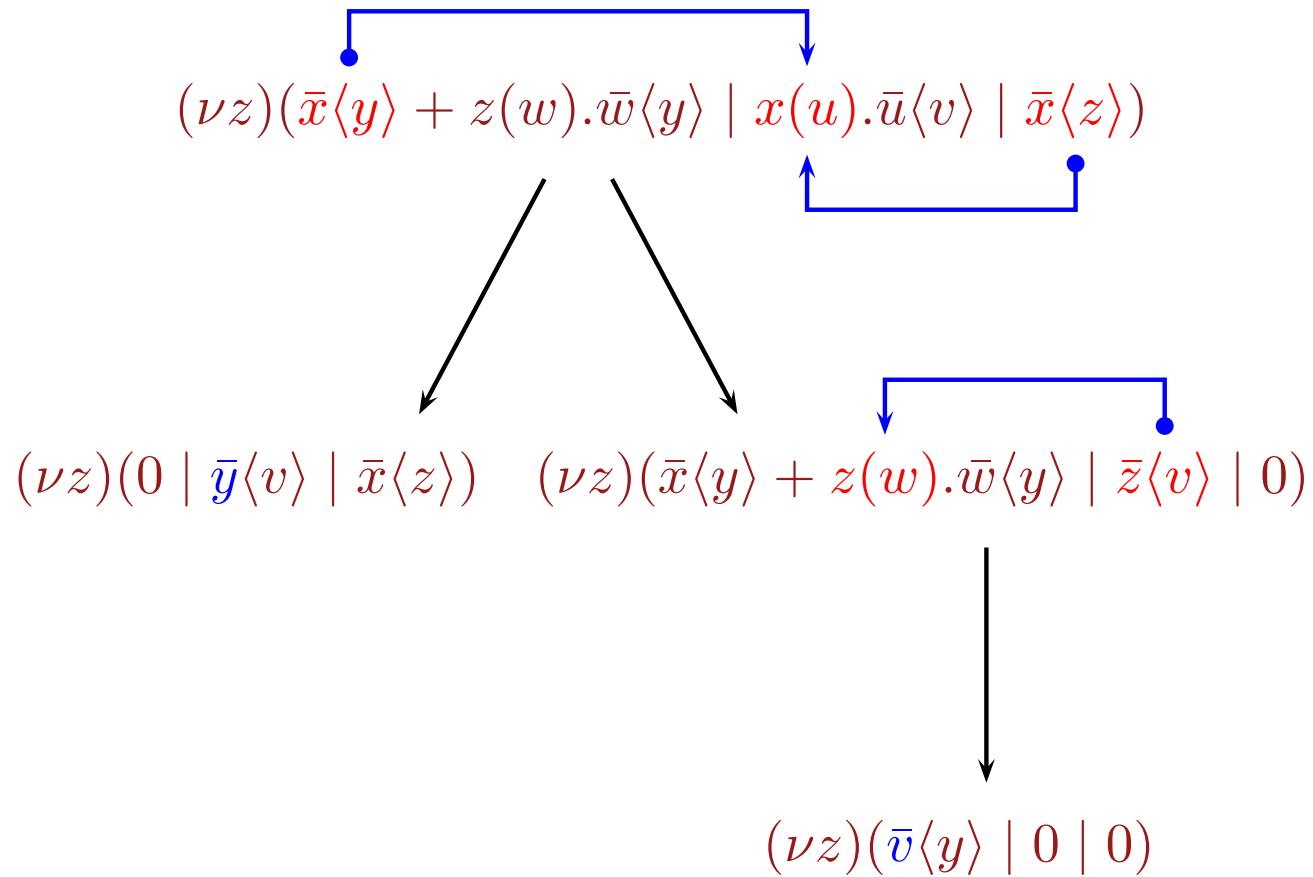 (νz)(x̄⟨y⟩ + z(w).w̄⟨y⟩ | x(u).ū⟨v⟩ | x̄⟨z⟩)
(νz)(0 | ȳ⟨v⟩ | x̄⟨z⟩)
(νz)(x̄⟨y⟩ + z(w).w̄⟨y⟩ | z̄⟨v⟩ | 0)
(νz)(v̄⟨y⟩ | 0 | 0)